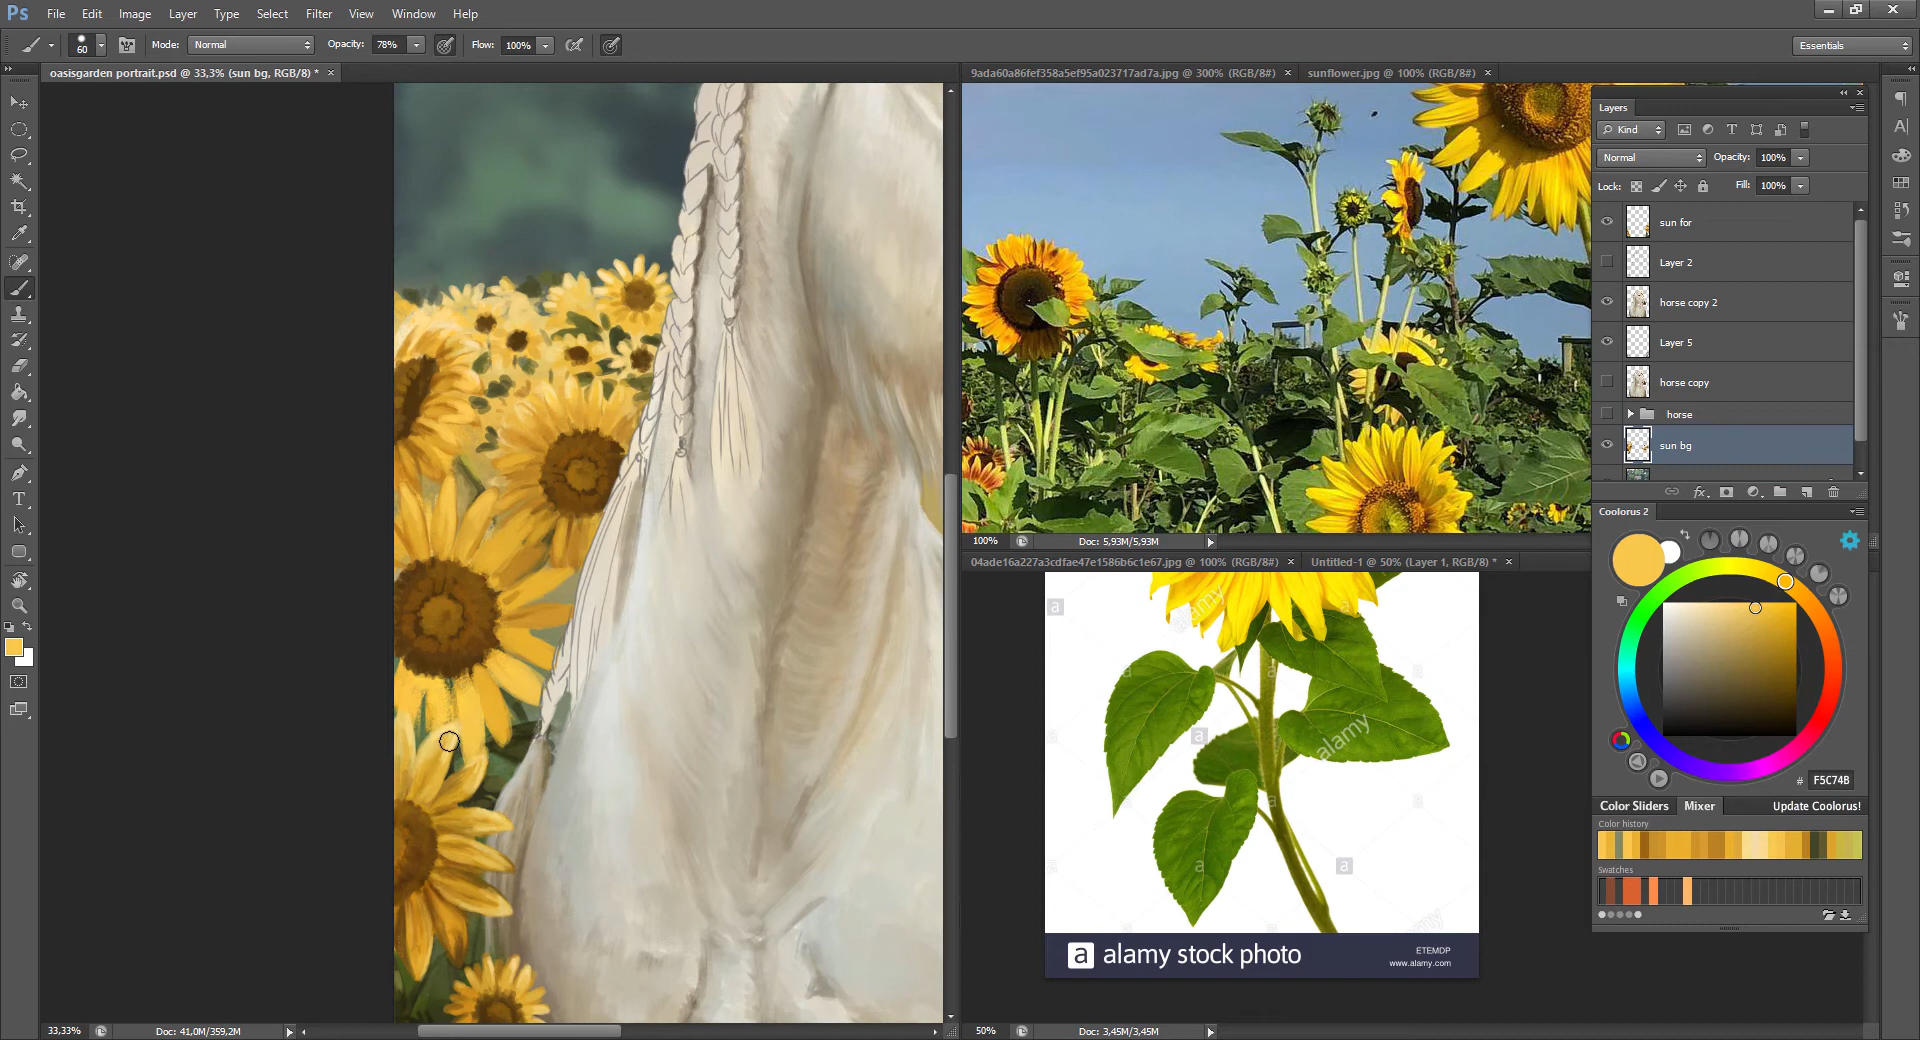 Ps File Edit Image Layer Type Select Filter View Window Help
60 Mode: Normal Opacity: 78% Flow: 100% Essentials
oasisgarden portrait.psd @ 33,3% (sun bg, RGB/8) *
9ada60a86fef358a5ef95a023717ad7a.jpg @ 300% (RGB/8#) sunflower.jpg @ 100% (RGB/8#)
Layers
Kind
Normal Opacity: 100%
Lock: Fill: 100%
sun for
Layer 2
horse copy 2
Layer 5
horse copy
horse
sun bg
100% Doc: 5,93M/5,93M
04ade16a227a3cdfae47e1586b6c1e67.jpg @ 100% (RGB/8#) Untitled-1 @ 50% (Layer 1, RGB/8) *
Coolorus 2
# F5C74B
Color Sliders Mixer Update Coolorus!
Color history
Swatches
a
alamy
alamy
a alamy stock photo
ETEMDP
www.alamy.com
33,33% Doc: 41,0M/359,2M
50% Doc: 3,45M/3,45M